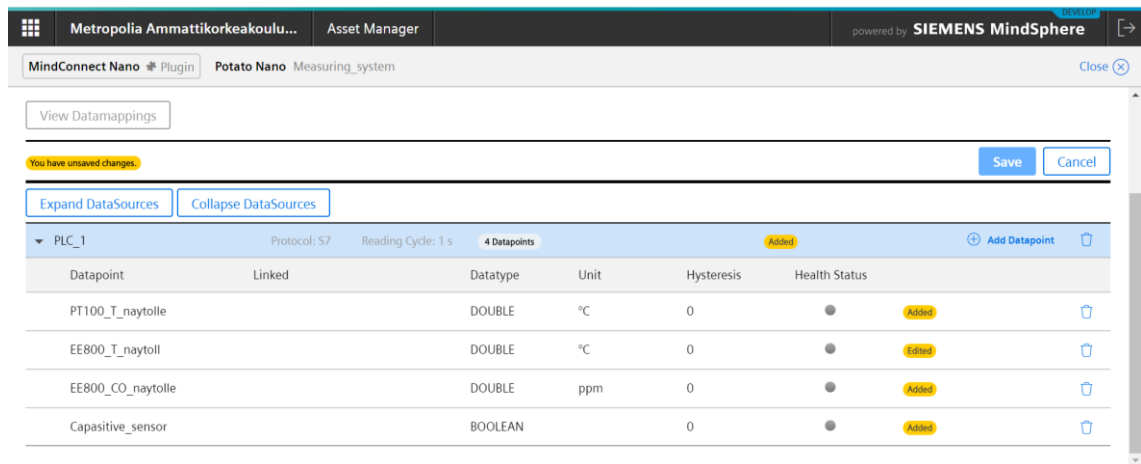 DEVELOP
Metropolia Ammattikorkeakoulu... Asset Manager powered by SIEMENS MindSphere
MindConnect Nano Plugin Potato Nano Measuring_system Close
View Datamappings
You have unsaved changes. Save Cancel
Expand DataSources Collapse DataSources
PLC_1 Protocol: S7 Reading Cycle: 1 s 4 Datapoints Added Add Datapoint
Datapoint Linked Datatype Unit Hysteresis Health Status
PT100_T_naytolle DOUBLE °C 0 Added
EE800_T_naytoll DOUBLE °C 0 Edited
EE800_CO_naytolle DOUBLE ppm 0 Added
Capasitive_sensor BOOLEAN 0 Added